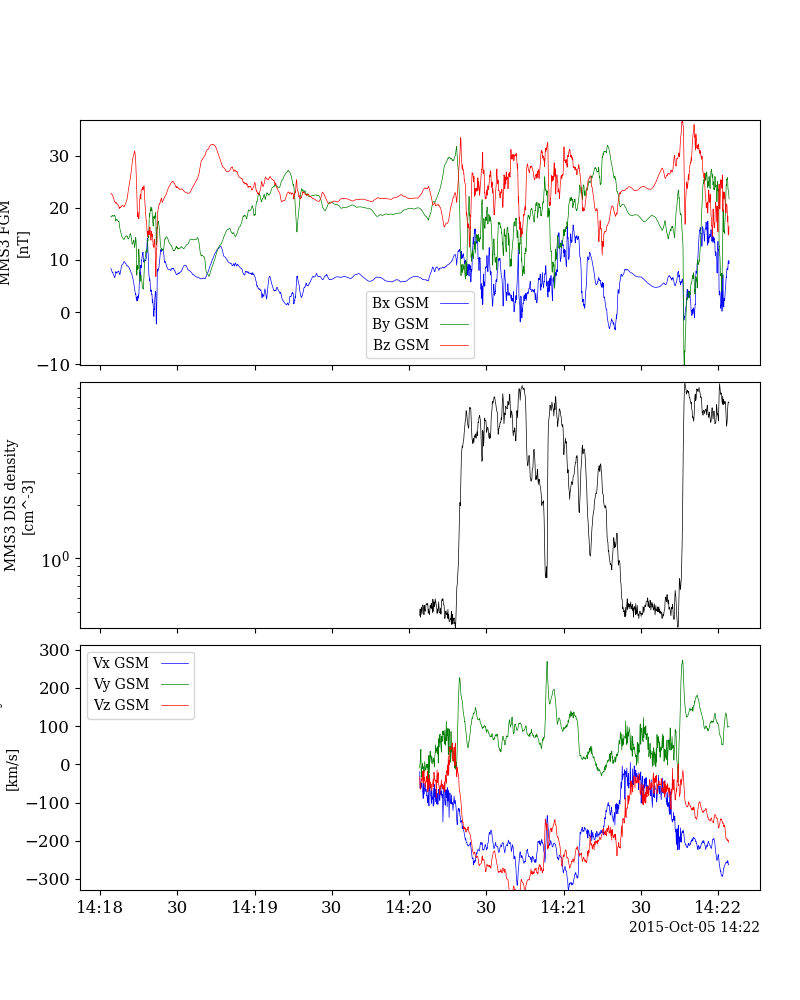 MMS3 FGM
[nT]
30
20
10
0
−10
Bx GSM
By GSM
Bz GSM
MMS3 DIS density
[cm^-3]
10^0
[km/s]
300
200
100
0
−100
−200
−300
Vx GSM
Vy GSM
Vz GSM
14:18 30 14:19 30 14:20 30 14:21 30 14:22
2015-Oct-05 14:22